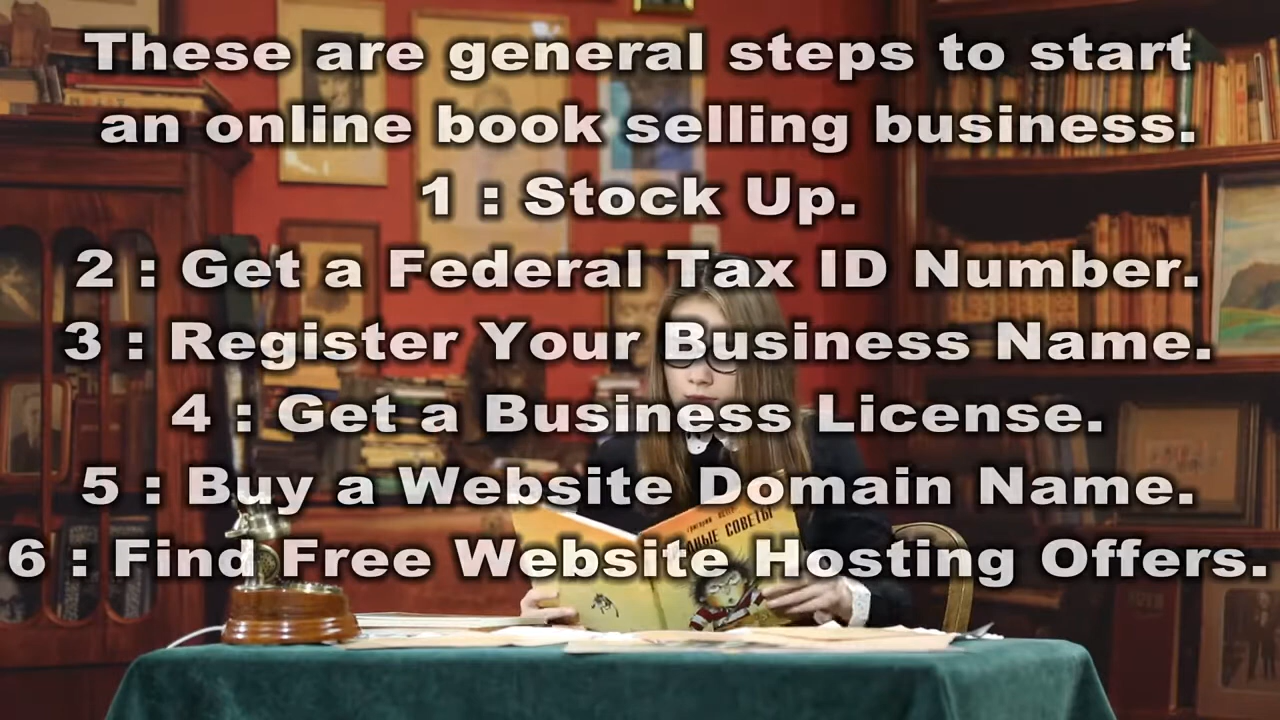 These are general steps to start
an online book selling business.
1 : Stock Up.
2 : Get a Federal Tax ID Number.
3 : Register Your Business Name.
4 : Get a Business License.
5 : Buy a Website Domain Name.
6 : Find Free Website Hosting Offers.
СОВЕТЫ